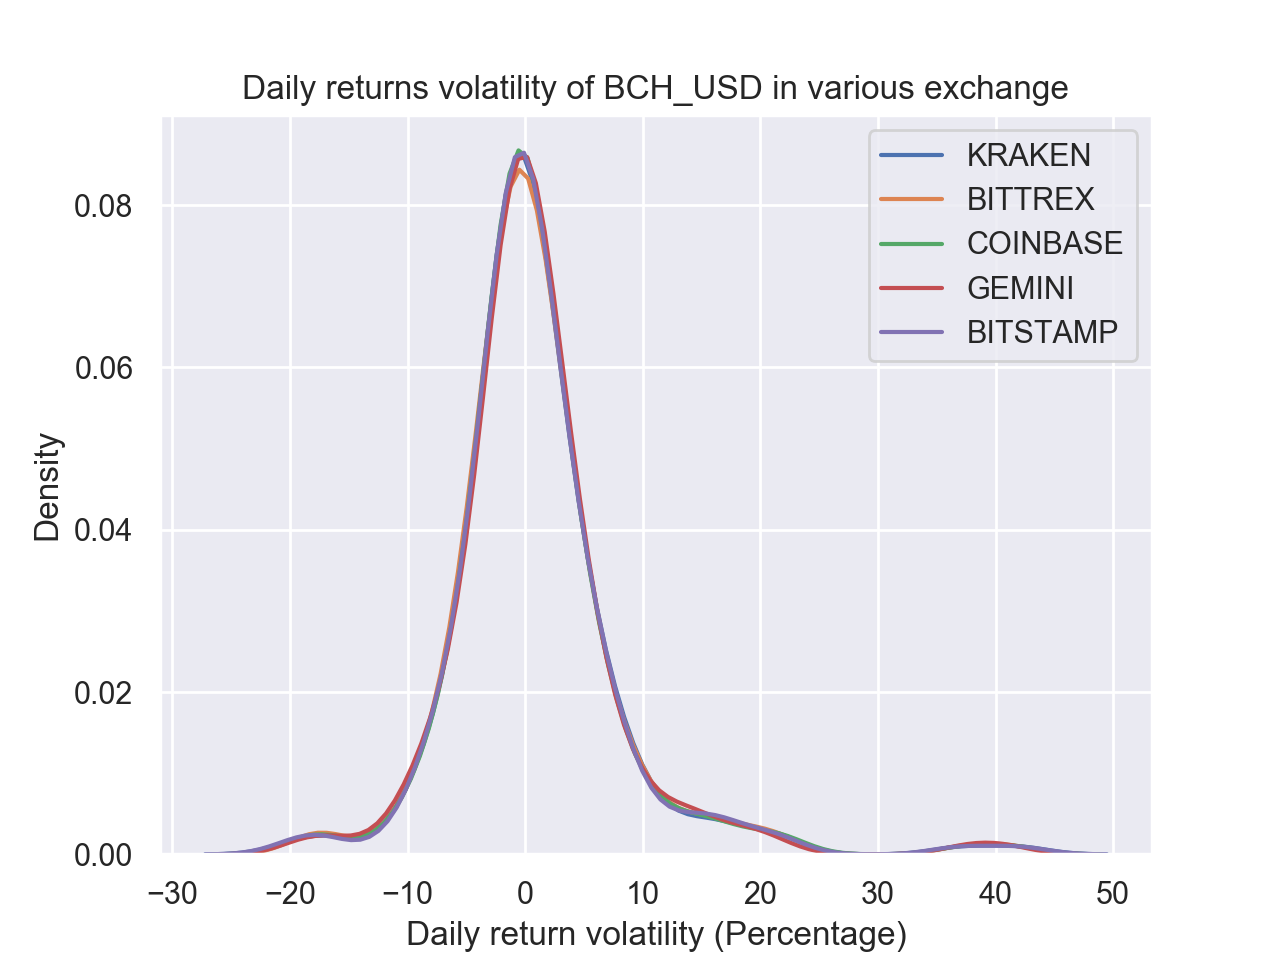 Daily returns volatility of BCH_USD in various exchange
KRAKEN
BITTREX
COINBASE
GEMINI
BITSTAMP
Density
0.08
0.06
0.04
0.02
0.00
−30
−20
−10
0
10
20
30
40
50
Daily return volatility (Percentage)